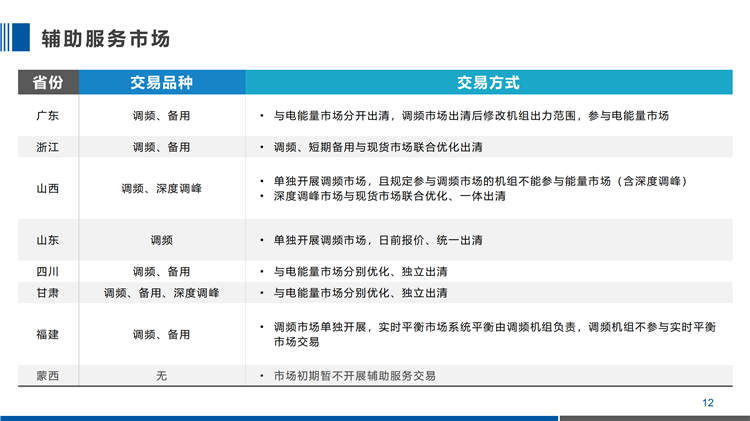 辅助服务市场
省份 交易品种 交易方式
广东 调频、备用 • 与电能量市场分开出清，调频市场出清后修改机组出力范围，参与电能量市场
浙江 调频、备用 • 调频、短期备用与现货市场联合优化出清
山西 调频、深度调峰 • 单独开展调频市场，且规定参与调频市场的机组不能参与能量市场（含深度调峰）
• 深度调峰市场与现货市场联合优化、一体出清
山东 调频 • 单独开展调频市场，日前报价、统一出清
四川 调频、备用 • 与电能量市场分别优化、独立出清
甘肃 调频、备用、深度调峰 • 与电能量市场分别优化、独立出清
福建 调频、备用 • 调频市场单独开展，实时平衡市场系统平衡由调频机组负责，调频机组不参与实时平衡
市场交易
蒙西 无 • 市场初期暂不开展辅助服务交易
12